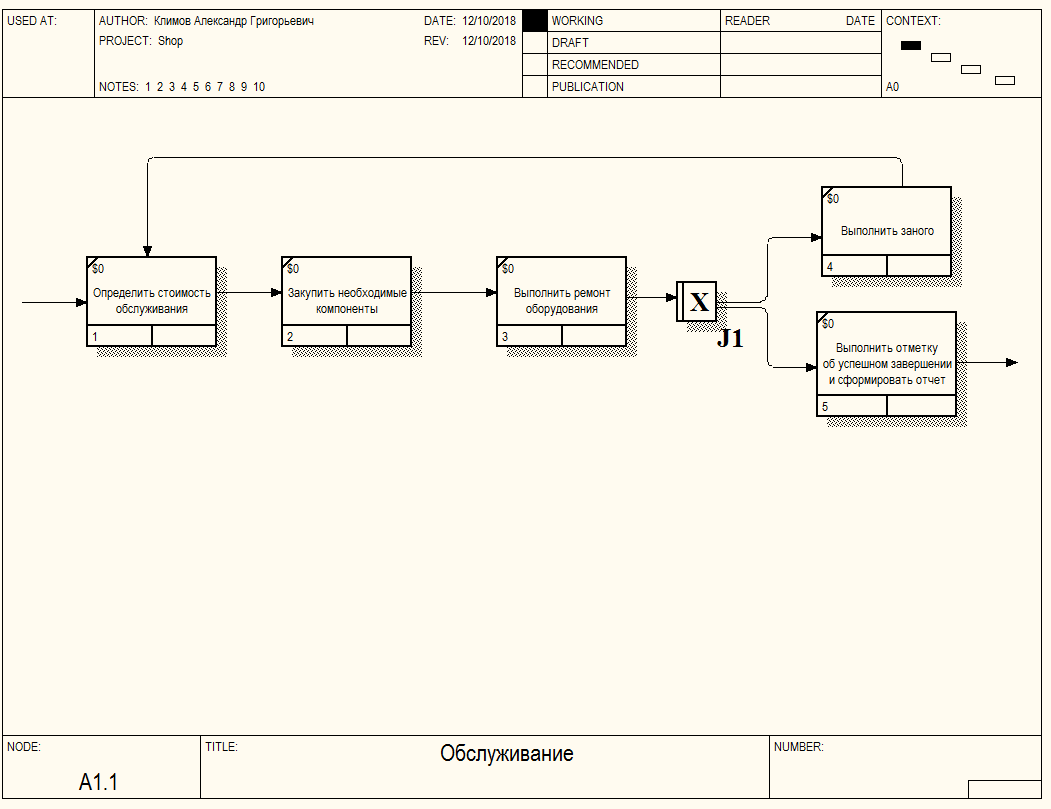 USED AT:
AUTHOR: Климов Александр Григорьевич
DATE: 12/10/2018
PROJECT: Shop
REV: 12/10/2018
NOTES: 1 2 3 4 5 6 7 8 9 10
WORKING
DRAFT
RECOMMENDED
PUBLICATION
READER
DATE
CONTEXT:
A0
$0
Определить стоимость
обслуживания
1
$0
Закупить необходимые
компоненты
2
$0
Выполнить ремонт
оборудования
3
X
J1
$0
Выполнить заного
4
$0
Выполнить отметку
об успешном завершении
и сформировать отчет
5
NODE:
A1.1
TITLE:
Обслуживание
NUMBER: